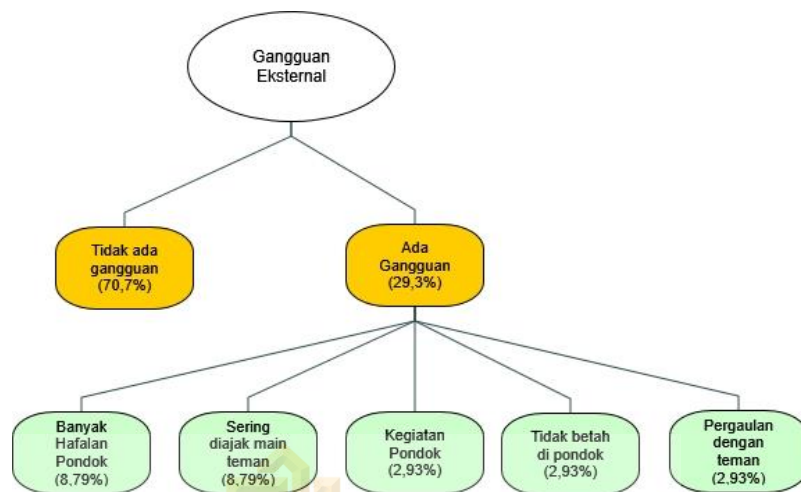 Gangguan
Eksternal
Tidak ada
gangguan
(70,7%)
Ada
Gangguan
(29,3%)
Banyak
Hafalan
Pondok
(8,79%)
Sering
diajak main
teman
(8,79%)
Kegiatan
Pondok
(2,93%)
Tidak betah
di pondok
(2,93%)
Pergaulan
dengan
teman
(2,93%)